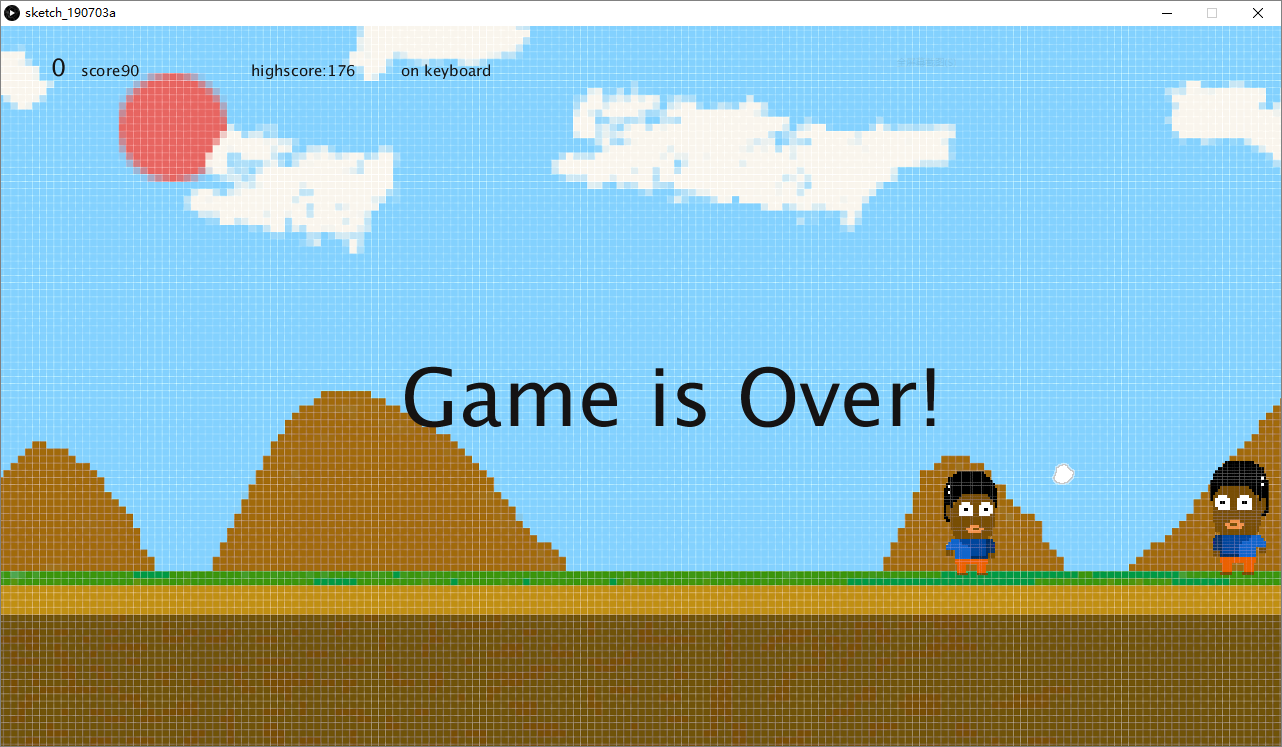 sketch_190703a
0 score90 highscore:176 on keyboard
Game is Over!